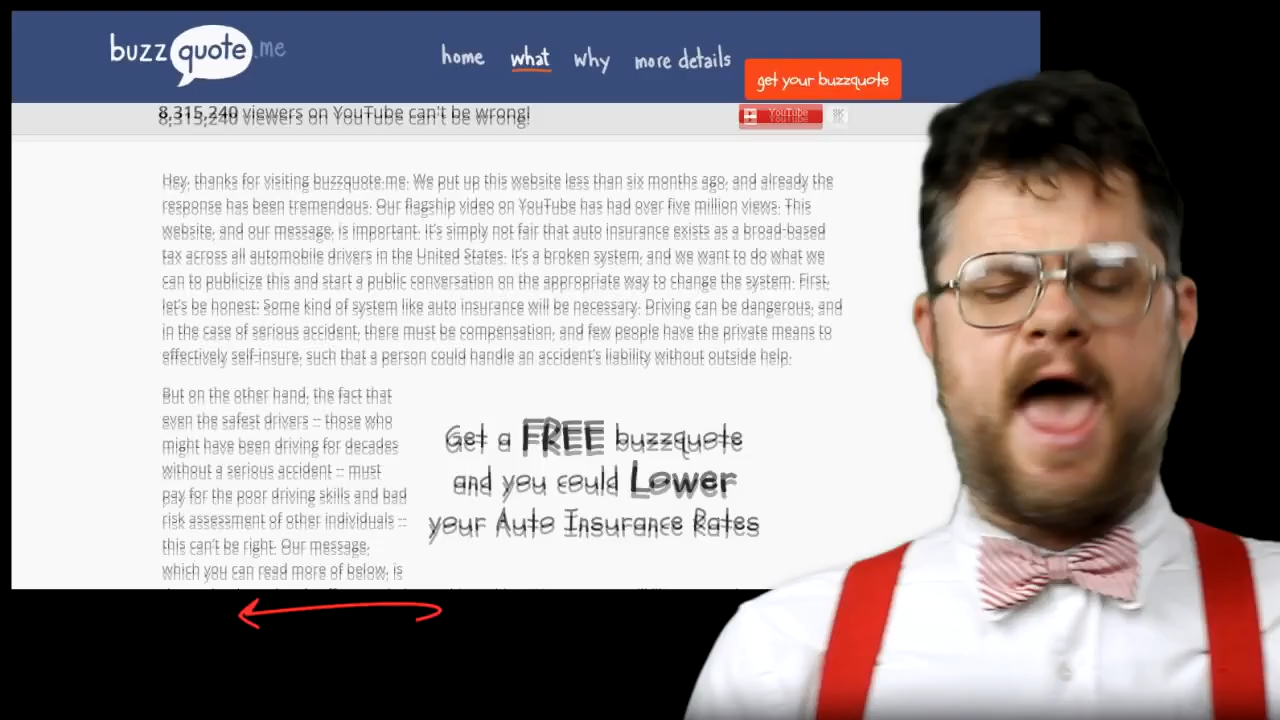 buzzquote.me
home what why more details
get your buzzquote
8,315,240 viewers on YouTube can't be wrong!
YouTube 8K
Hey, thanks for visiting buzzquote.me. We put up this website less than six months ago, and already the
response has been tremendous. Our flagship video on YouTube has had over five million views. This
website, and our message, is important. It's simply not fair that auto insurance exists as a broad-based
tax across all automobile drivers in the United States. It's a broken system, and we want to do what we
can to publicize this and start a public conversation on the appropriate way to change the system. First,
let's be honest: Some kind of system like auto insurance will be necessary. Driving can be dangerous, and
in the case of serious accident, there must be compensation, and few people have the private means to
effectively self-insure, such that a person could handle an accident's liability without outside help.
But on the other hand, the fact that
even the safest drivers -- those who
might have been driving for decades
without a serious accident -- must
pay for the poor driving skills and bad
risk assessment of other individuals --
this can't be right. Our message,
which you can read more of below, is
Get a FREE buzzquote
and you could Lower
your Auto Insurance Rates